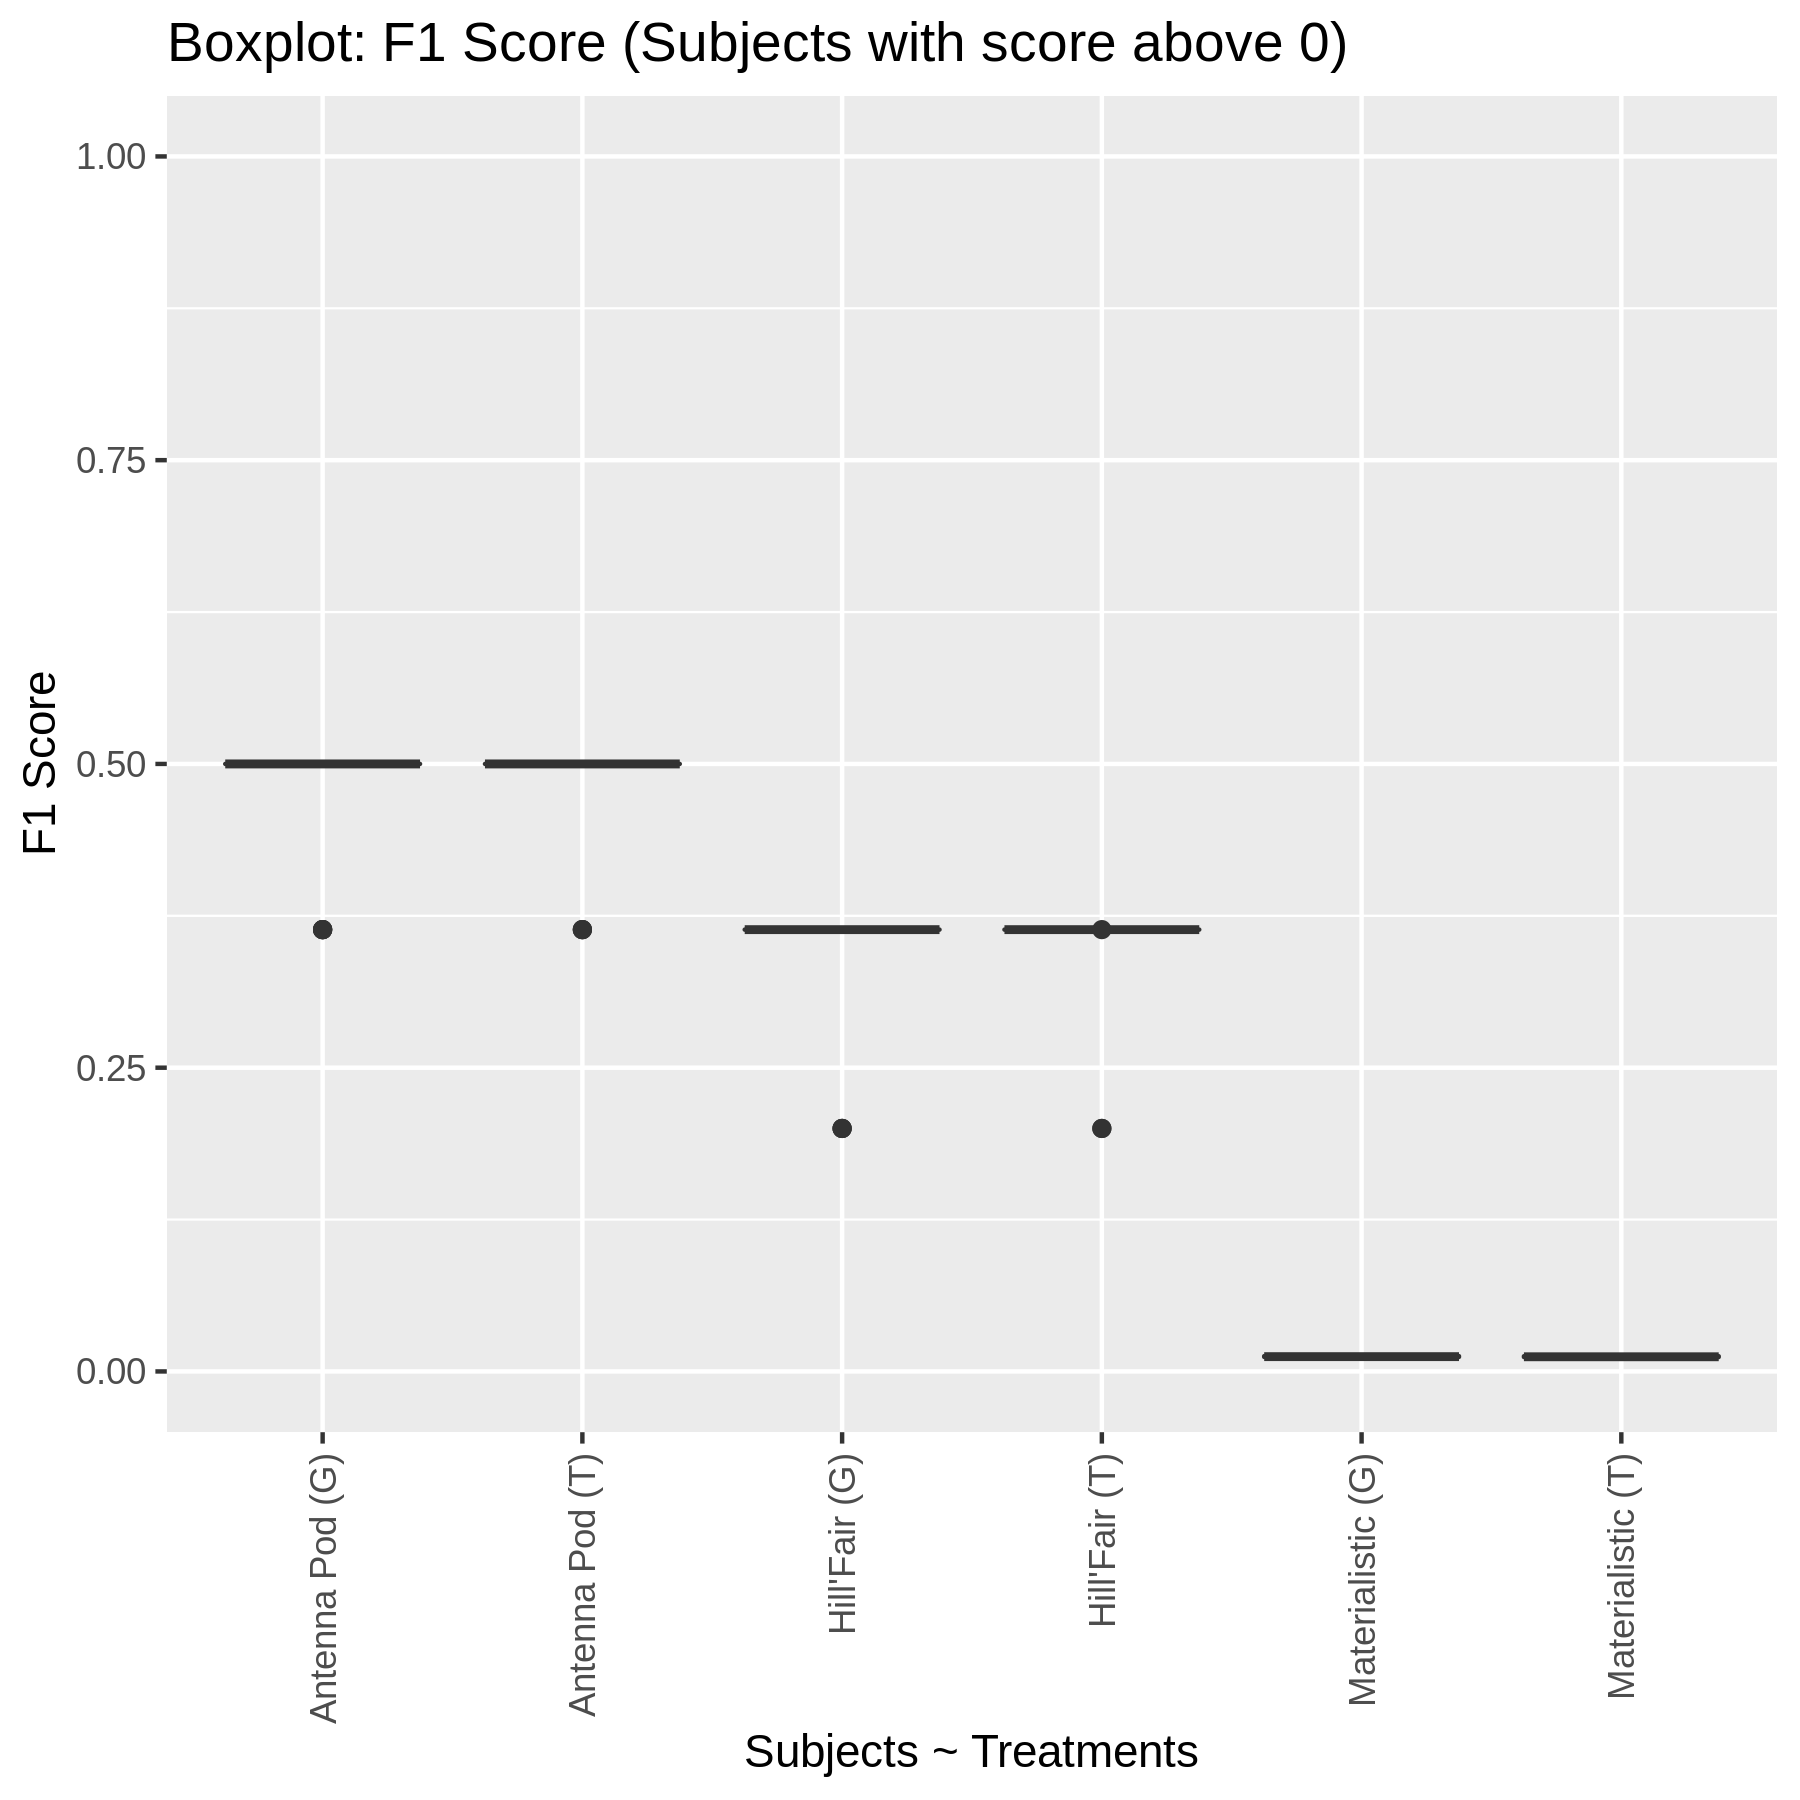 Boxplot: F1 Score (Subjects with score above 0)
1.00
0.75
0.50
0.25
0.00
F1 Score
Antenna Pod (G)
Antenna Pod (T)
Hill'Fair (G)
Hill'Fair (T)
Materialistic (G)
Materialistic (T)
Subjects ~ Treatments